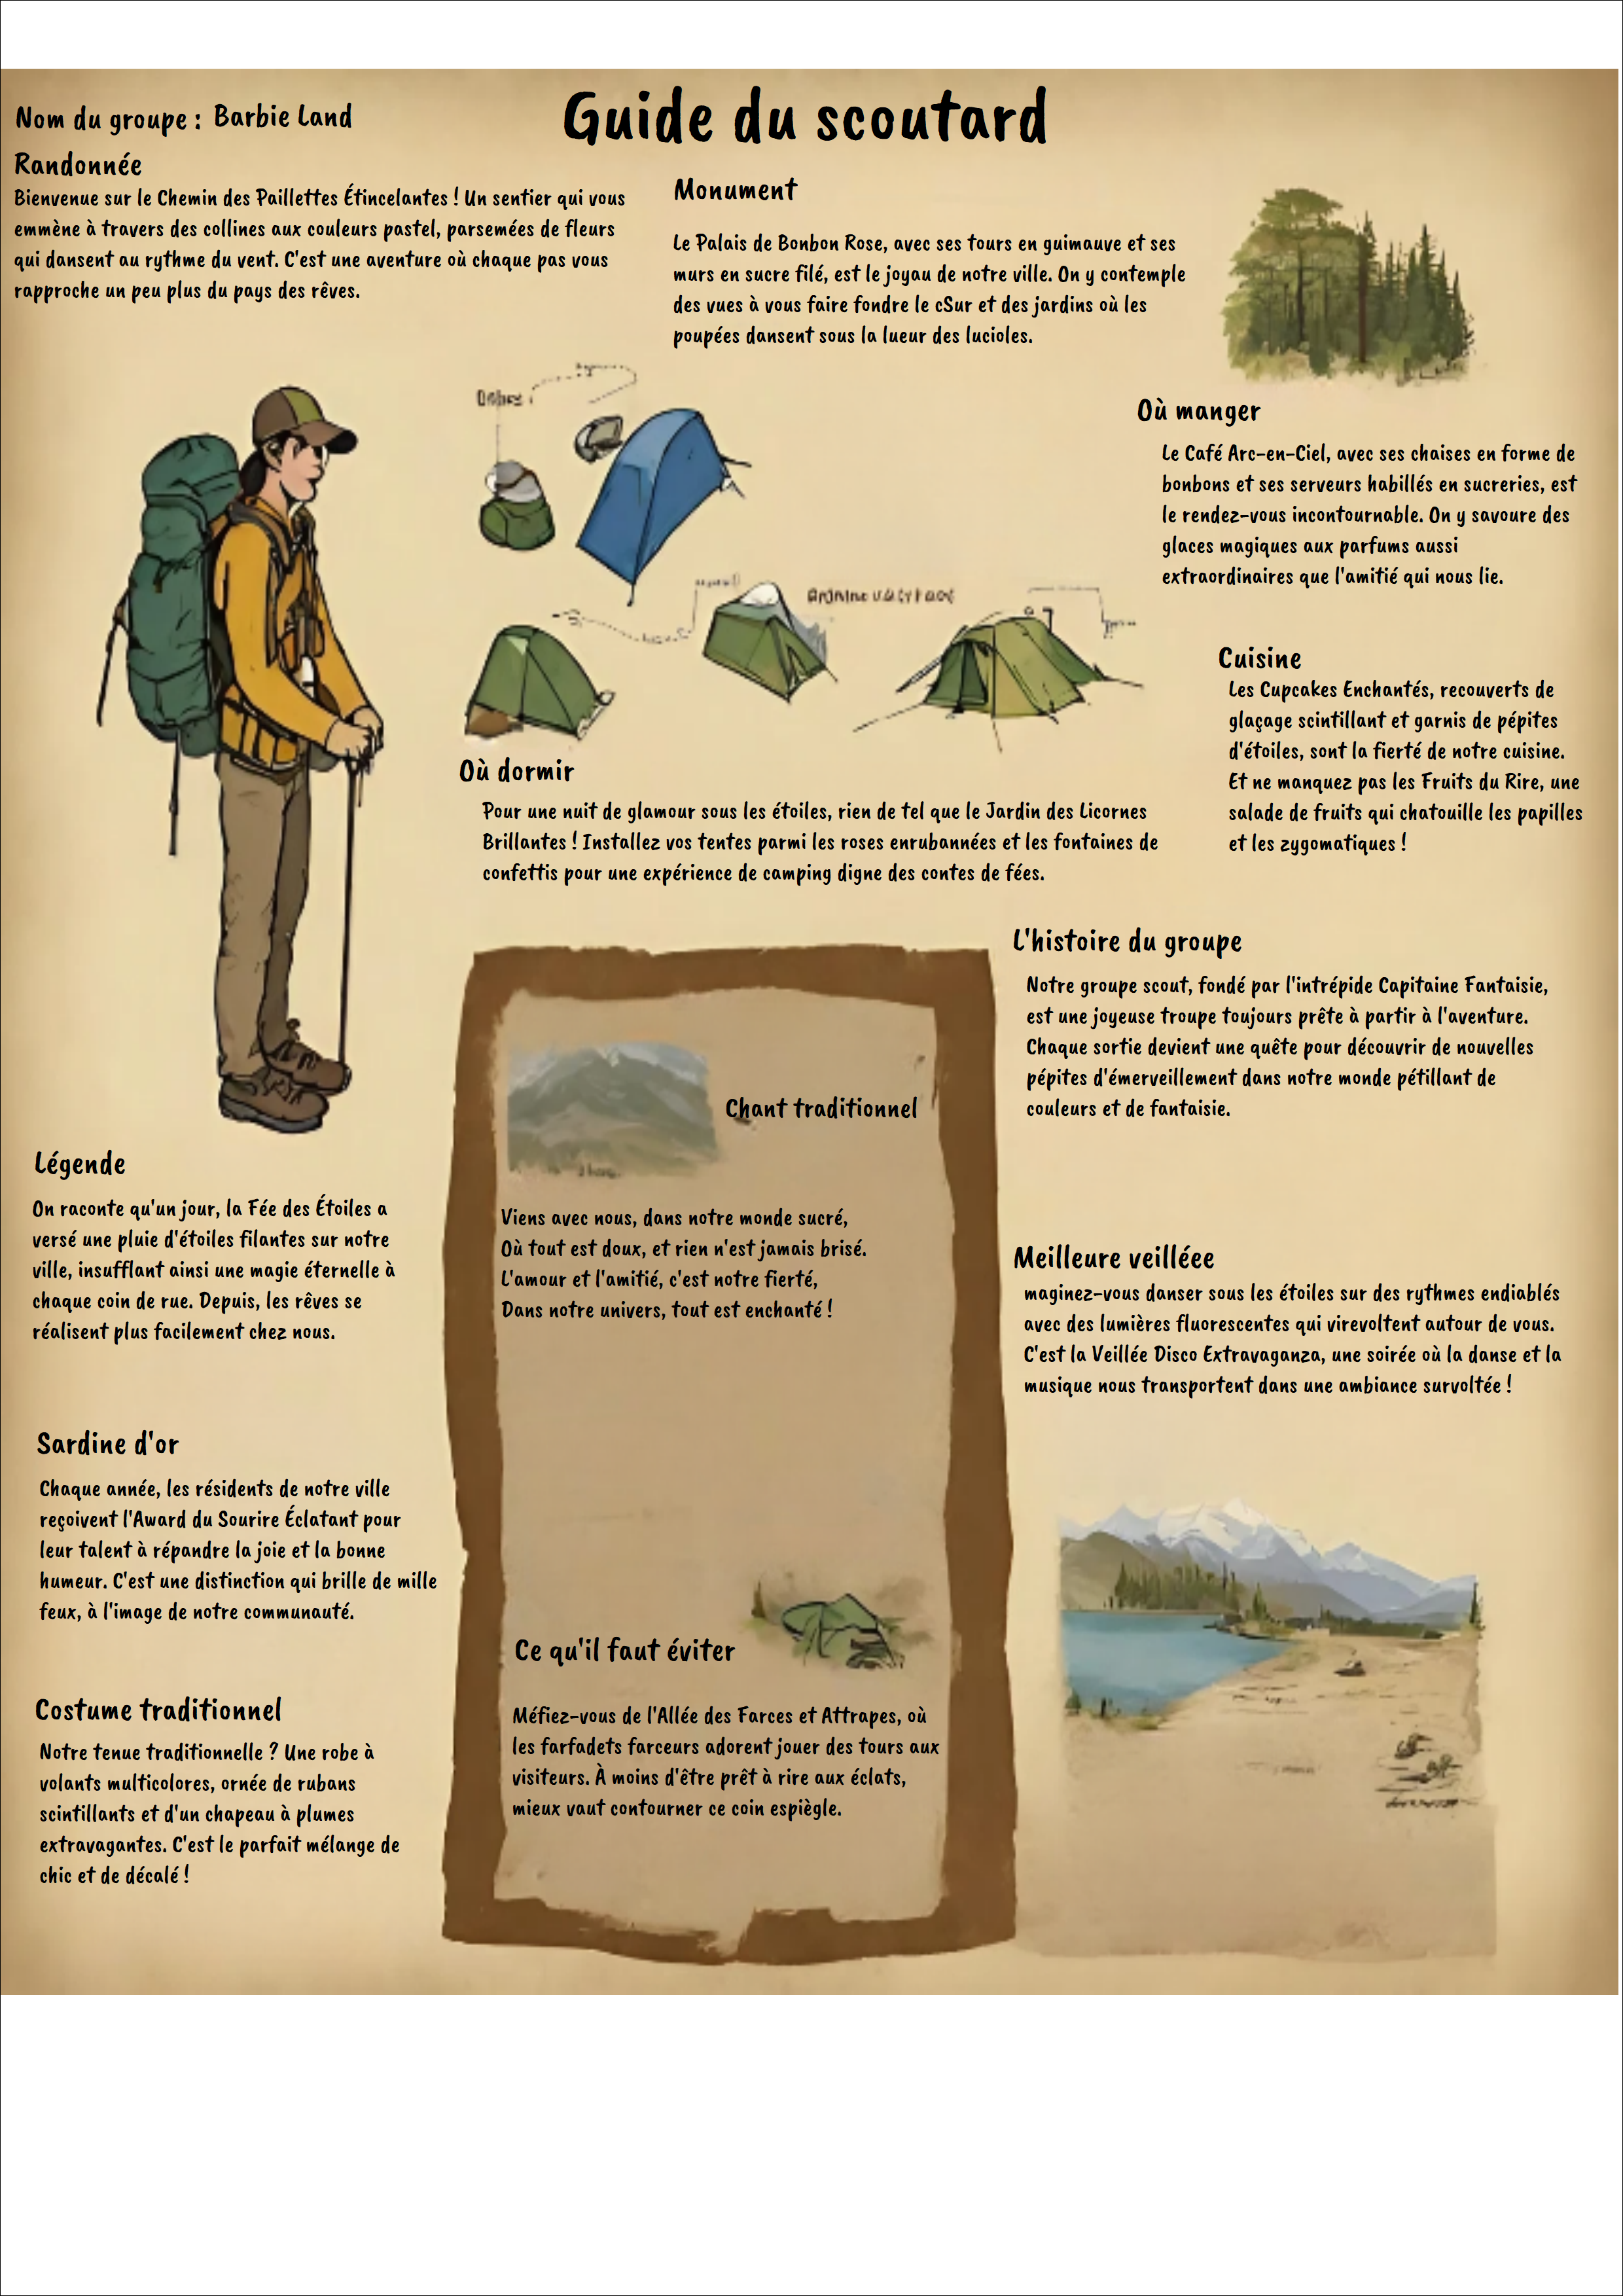 Guide du scoutard
Nom du groupe : Barbie Land
Randonnée
Bienvenue sur le Chemin des Paillettes Étincelantes ! Un sentier qui vous
emmène à travers des collines aux couleurs pastel, parsemées de fleurs
qui dansent au rythme du vent. C'est une aventure où chaque pas vous
rapproche un peu plus du pays des rêves.
Monument
Le Palais de Bonbon Rose, avec ses tours en guimauve et ses
murs en sucre filé, est le joyau de notre ville. On y contemple
des vues à vous faire fondre le cSur et des jardins où les
poupées dansent sous la lueur des lucioles.
Où manger
Le Café Arc-en-Ciel, avec ses chaises en forme de
bonbons et ses serveurs habillés en sucreries, est
le rendez-vous incontournable. On y savoure des
glaces magiques aux parfums aussi
extraordinaires que l'amitié qui nous lie.
Cuisine
Les Cupcakes Enchantés, recouverts de
glaçage scintillant et garnis de pépites
d'étoiles, sont la fierté de notre cuisine.
Et ne manquez pas les Fruits du Rire, une
salade de fruits qui chatouille les papilles
et les zygomatiques !
Où dormir
Pour une nuit de glamour sous les étoiles, rien de tel que le Jardin des Licornes
Brillantes ! Installez vos tentes parmi les roses enrubannées et les fontaines de
confettis pour une expérience de camping digne des contes de fées.
L'histoire du groupe
Notre groupe scout, fondé par l'intrépide Capitaine Fantaisie,
est une joyeuse troupe toujours prête à partir à l'aventure.
Chaque sortie devient une quête pour découvrir de nouvelles
pépites d'émerveillement dans notre monde pétillant de
couleurs et de fantaisie.
Chant traditionnel
Viens avec nous, dans notre monde sucré,
Où tout est doux, et rien n'est jamais brisé.
L'amour et l'amitié, c'est notre fierté,
Dans notre univers, tout est enchanté !
Légende
On raconte qu'un jour, la Fée des Étoiles a
versé une pluie d'étoiles filantes sur notre
ville, insufflant ainsi une magie éternelle à
chaque coin de rue. Depuis, les rêves se
réalisent plus facilement chez nous.
Meilleure veilléee
maginez-vous danser sous les étoiles sur des rythmes endiablés
avec des lumières fluorescentes qui virevoltent autour de vous.
C'est la Veillée Disco Extravaganza, une soirée où la danse et la
musique nous transportent dans une ambiance survoltée !
Sardine d'or
Chaque année, les résidents de notre ville
reçoivent l'Award du Sourire Éclatant pour
leur talent à répandre la joie et la bonne
humeur. C'est une distinction qui brille de mille
feux, à l'image de notre communauté.
Ce qu'il faut éviter
Méfiez-vous de l'Allée des Farces et Attrapes, où
les farfadets farceurs adorent jouer des tours aux
visiteurs. À moins d'être prêt à rire aux éclats,
mieux vaut contourner ce coin espiègle.
Costume traditionnel
Notre tenue traditionnelle ? Une robe à
volants multicolores, ornée de rubans
scintillants et d'un chapeau à plumes
extravagantes. C'est le parfait mélange de
chic et de décalé !